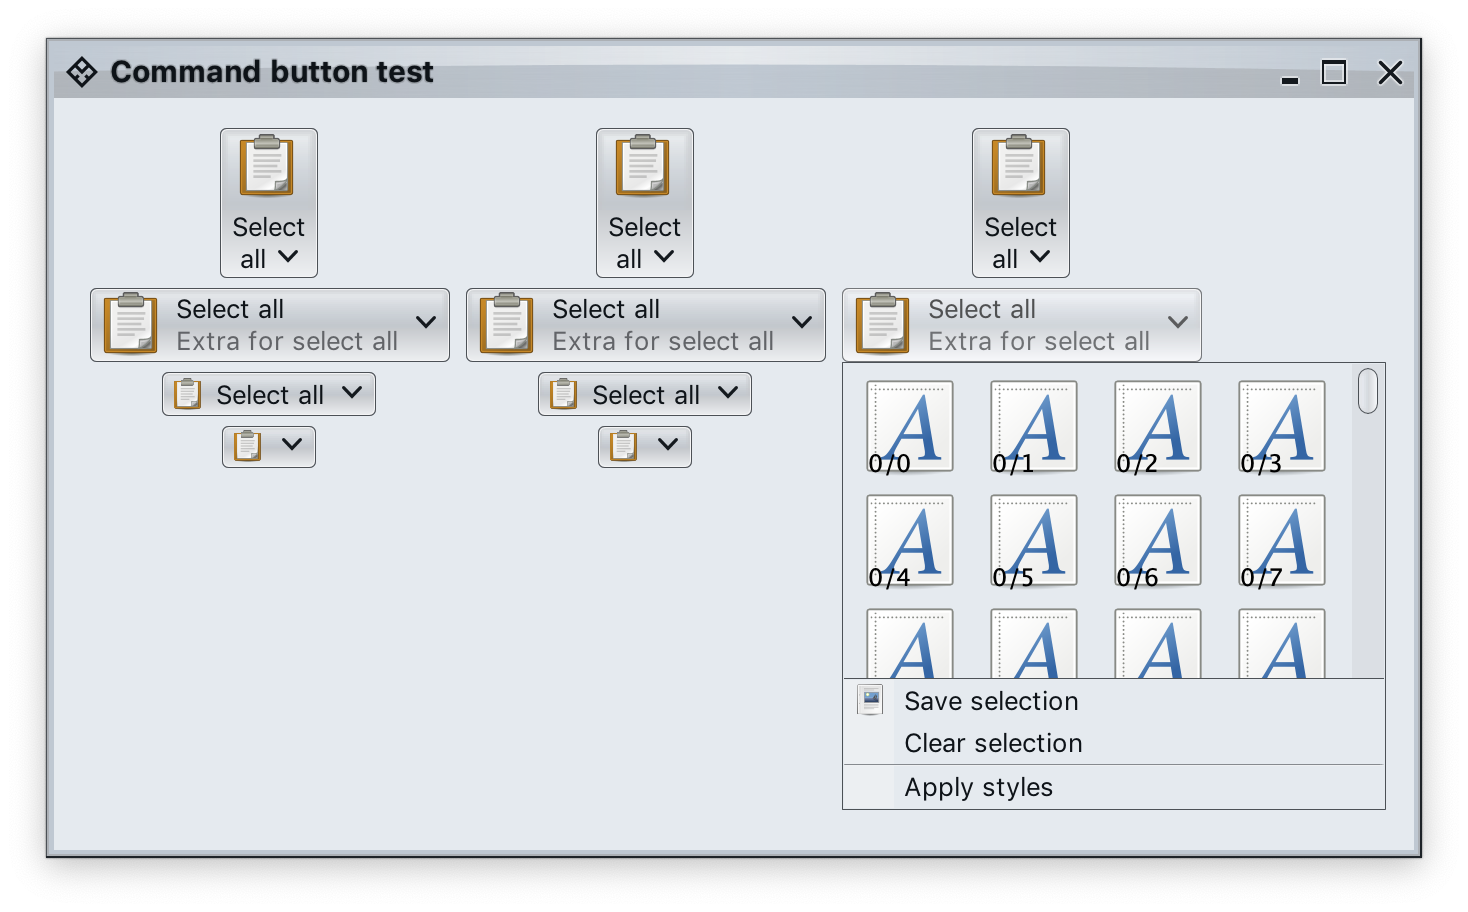 Command button test
Select
all
Select
all
Select
all
Select all
Extra for select all
Select all
Extra for select all
Select all
Extra for select all
Select all
Select all
0/0 0/1 0/2 0/3
0/4 0/5 0/6 0/7
Save selection
Clear selection
Apply styles